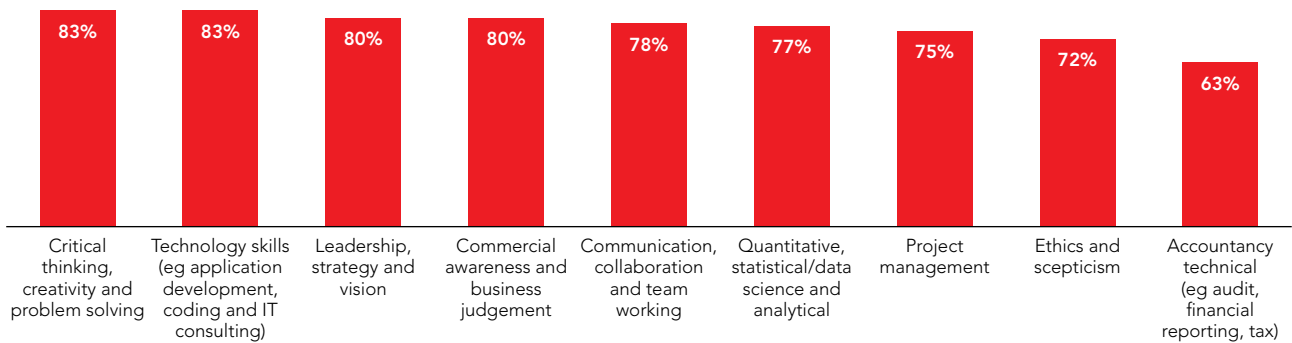 83%
83%
80%
80%
78%
77%
75%
72%
63%
Critical
thinking,
creativity and
problem solving
Technology skills
(eg application
development,
coding and IT
consulting)
Leadership,
strategy and
vision
Commercial
awareness and
business
judgement
Communication,
collaboration
and team
working
Quantitative,
statistical/data
science and
analytical
Project
management
Ethics and
scepticism
Accountancy
technical
(eg audit,
financial
reporting, tax)